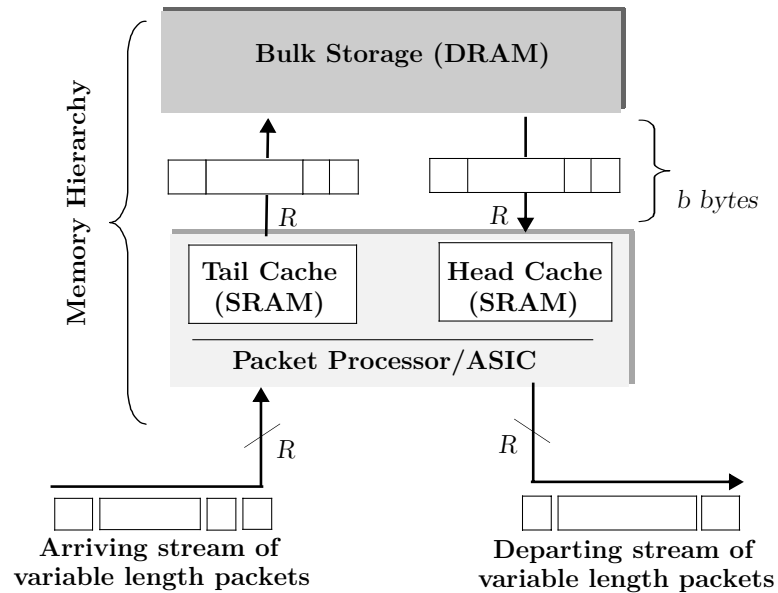 Bulk Storage (DRAM)
Memory Hierarchy
b bytes
R
R
Tail Cache
(SRAM)
Head Cache
(SRAM)
Packet Processor/ASIC
R
R
Arriving stream of
variable length packets
Departing stream of
variable length packets